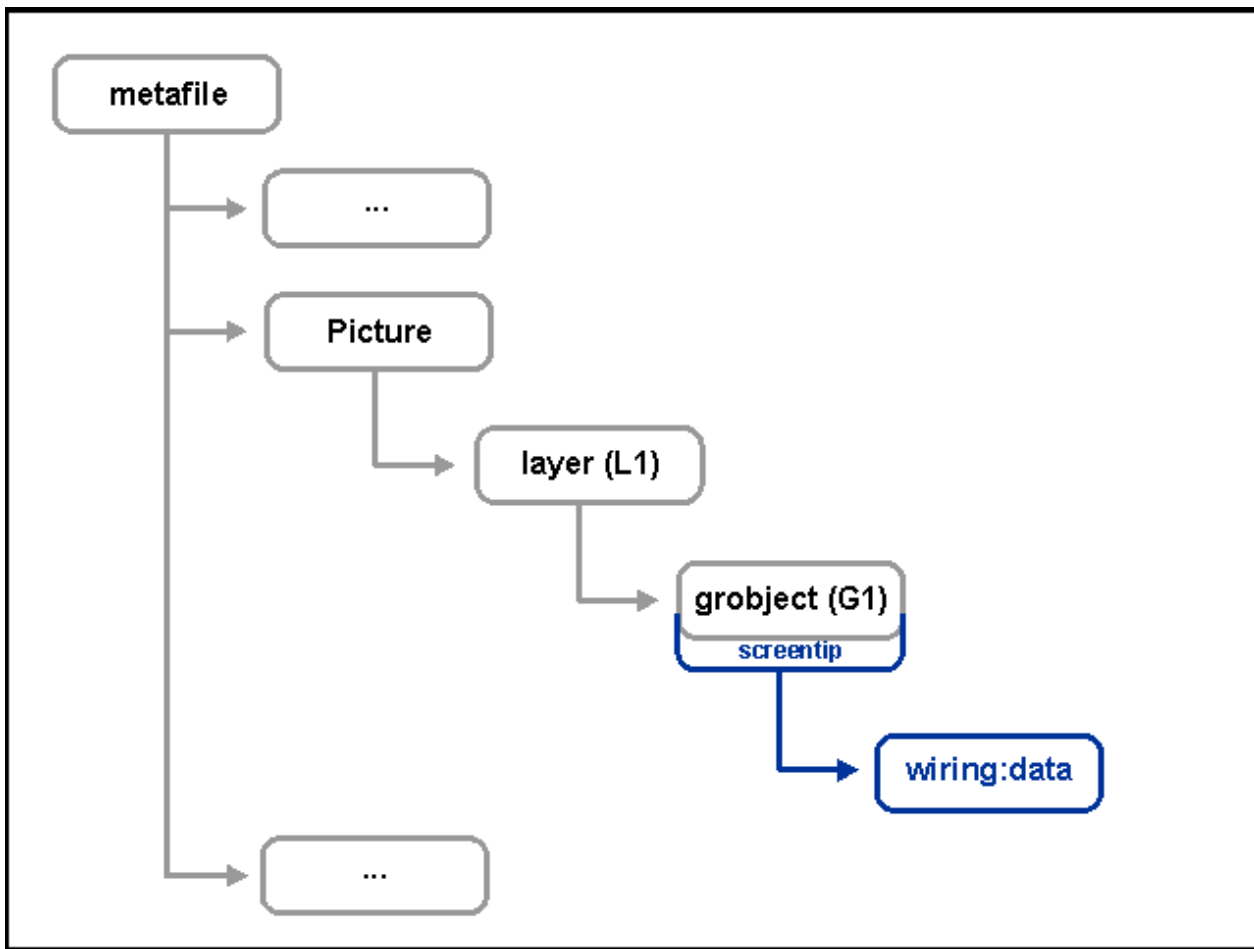 metafile
...
Picture
layer (L1)
grobject (G1)
screentip
wiring:data
...